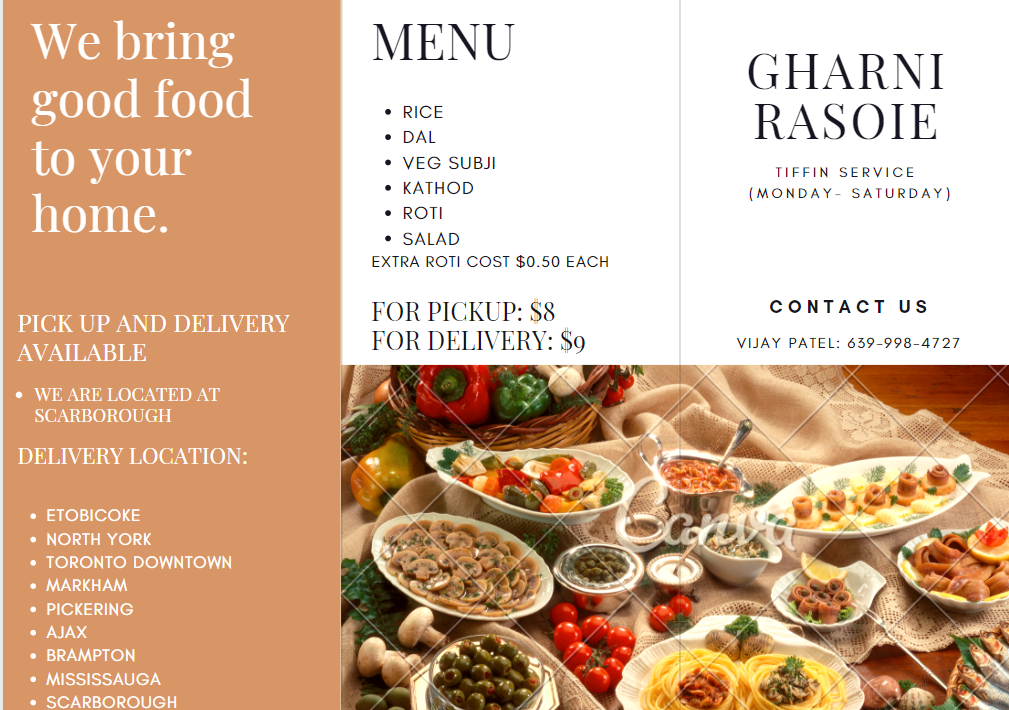 We bring
good food
to your
home.
PICK UP AND DELIVERY
AVAILABLE
WE ARE LOCATED AT
SCARBOROUGH
DELIVERY LOCATION:
ETOBICOKE
NORTH YORK
TORONTO DOWNTOWN
MARKHAM
PICKERING
AJAX
BRAMPTON
MISSISSAUGA
SCARBOROUGH
MENU
RICE
DAL
VEG SUBJI
KATHOD
ROTI
SALAD
EXTRA ROTI COST $0.50 EACH
FOR PICKUP: $8
FOR DELIVERY: $9
GHARNI
RASOIE
TIFFIN SERVICE
(MONDAY- SATURDAY)
CONTACT US
VIJAY PATEL: 639-998-4727
Canva